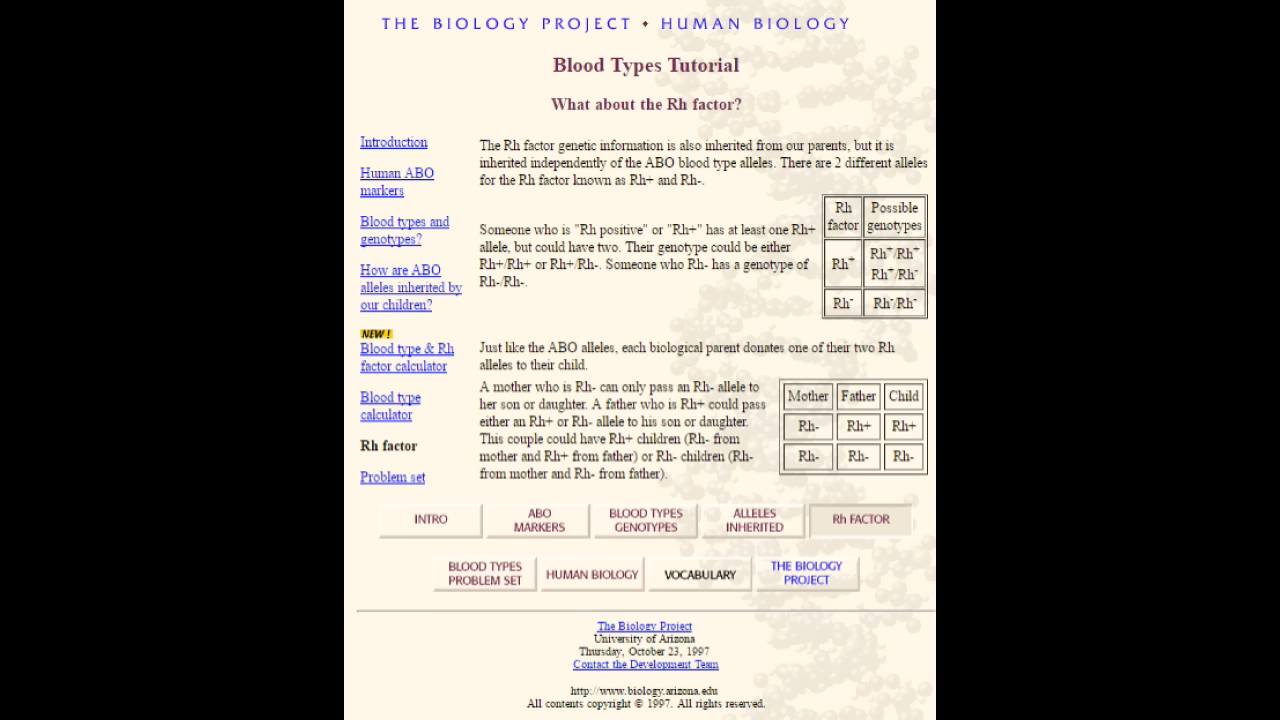 THE BIOLOGY PROJECT • HUMAN BIOLOGY
Blood Types Tutorial
What about the Rh factor?
Introduction
Human ABO
markers
Blood types and
genotypes?
How are ABO
alleles inherited by
our children?
NEW !
Blood type & Rh
factor calculator
Blood type
calculator
Rh factor
Problem set
The Rh factor genetic information is also inherited from our parents, but it is
inherited independently of the ABO blood type alleles. There are 2 different alleles
for the Rh factor known as Rh+ and Rh-.
Someone who is "Rh positive" or "Rh+" has at least one Rh+
allele, but could have two. Their genotype could be either
Rh+/Rh+ or Rh+/Rh-. Someone who Rh- has a genotype of
Rh-/Rh-.
Rh factor Possible genotypes
Rh+ Rh+/Rh+
Rh+/Rh-
Rh- Rh-/Rh-
Just like the ABO alleles, each biological parent donates one of their two Rh
alleles to their child.
A mother who is Rh- can only pass an Rh- allele to
her son or daughter. A father who is Rh+ could pass
either an Rh+ or Rh- allele to his son or daughter.
This couple could have Rh+ children (Rh- from
mother and Rh+ from father) or Rh- children (Rh-
from mother and Rh- from father).
Mother Father Child
Rh- Rh+ Rh+
Rh- Rh- Rh-
INTRO
ABO
MARKERS
BLOOD TYPES
GENOTYPES
ALLELES
INHERITED
Rh FACTOR
BLOOD TYPES
PROBLEM SET
HUMAN BIOLOGY
VOCABULARY
THE BIOLOGY
PROJECT
The Biology Project
University of Arizona
Thursday, October 23, 1997
Contact the Development Team
http://www.biology.arizona.edu
All contents copyright © 1997. All rights reserved.